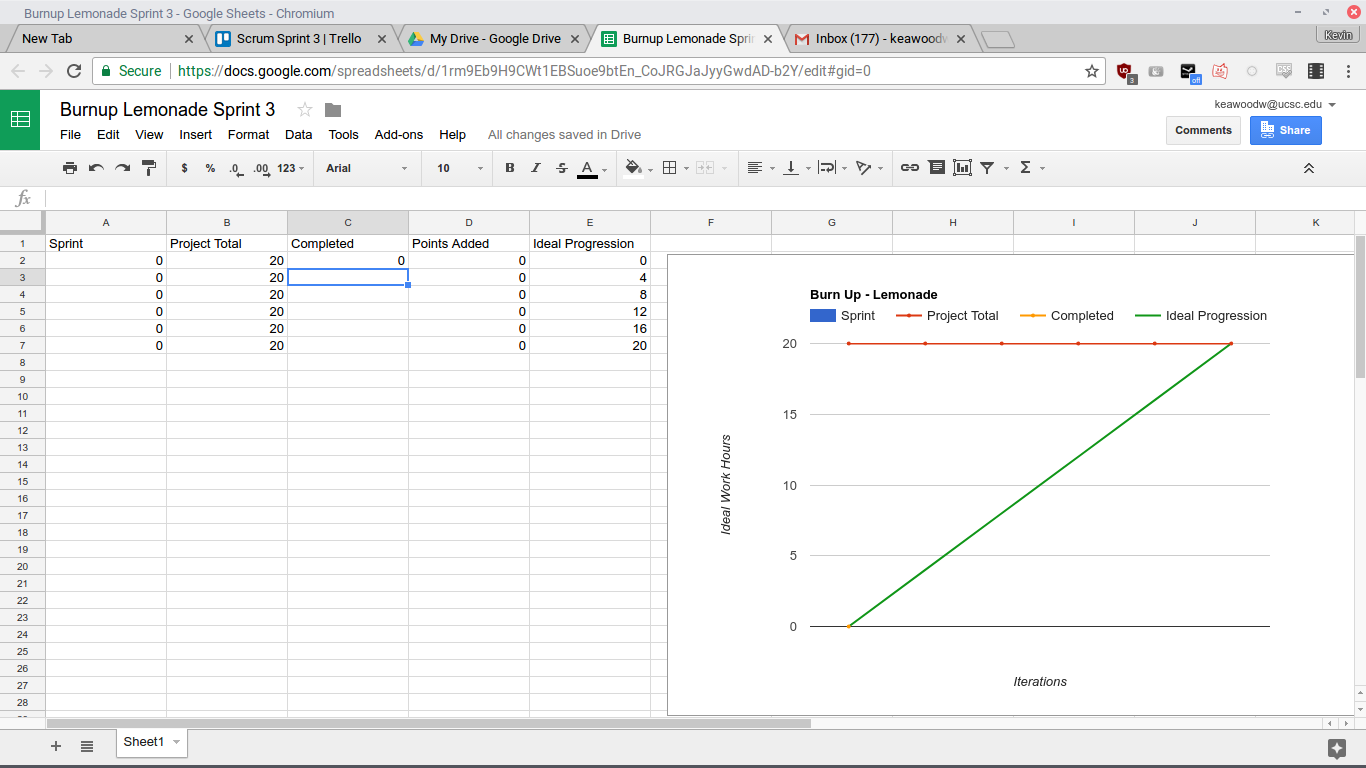 Burnup Lemonade Sprint 3 - Google Sheets - Chromium
New Tab
Scrum Sprint 3 | Trello
My Drive - Google Drive
Burnup Lemonade Spri
Inbox (177) - keawoodw
Kevin
Secure
https://docs.google.com/spreadsheets/d/1rm9Eb9H9CWt1EBSuoe9btEn_CoJRGJaJyyGwdAD-b2Y/edit#gid=0
3
off
CSS
Burnup Lemonade Sprint 3
keawoodw@ucsc.edu
File Edit View Insert Format Data Tools Add-ons Help All changes saved in Drive
Comments
Share
$ % .0 .00 123 Arial 10 B I S A Σ
fx
A B C D E F G H I J K
1 Sprint Project Total Completed Points Added Ideal Progression
2 0 20 0 0 0
3 0 20 0 4
4 0 20 0 8
5 0 20 0 12
6 0 20 0 16
7 0 20 0 20
8
9
10
11
12
13
14
15
16
17
18
19
20
21
22
23
24
25
26
27
28
Burn Up - Lemonade
Sprint Project Total Completed Ideal Progression
20
15
10
5
0
Ideal Work Hours
Iterations
Sheet1